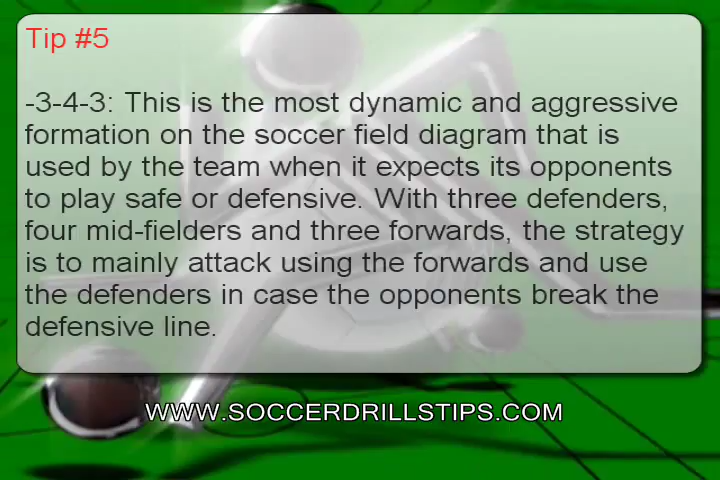 Tip #5
-3-4-3: This is the most dynamic and aggressive
formation on the soccer field diagram that is
used by the team when it expects its opponents
to play safe or defensive. With three defenders,
four mid-fielders and three forwards, the strategy
is to mainly attack using the forwards and use
the defenders in case the opponents break the
defensive line.
WWW.SOCCERDRILLSTIPS.COM